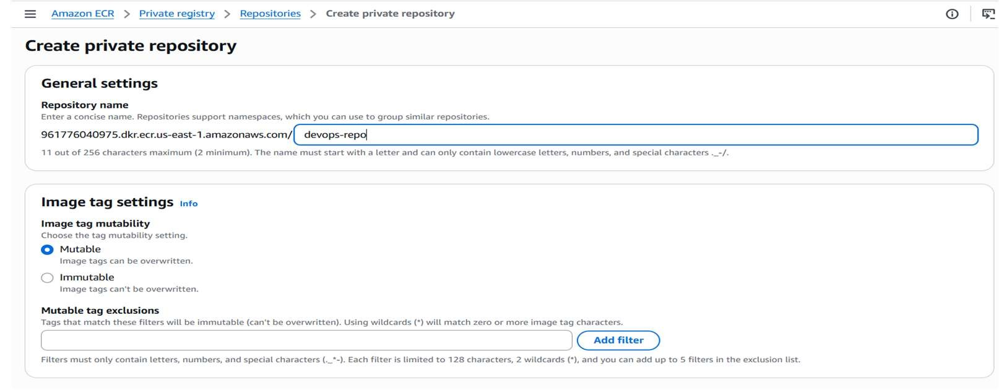 Amazon ECR > Private registry > Repositories > Create private repository
Create private repository
General settings
Repository name
Enter a concise name. Repositories support namespaces, which you can use to group similar repositories.
961776040975.dkr.ecr.us-east-1.amazonaws.com/ devops-repo
11 out of 256 characters maximum (2 minimum). The name must start with a letter and can only contain lowercase letters, numbers, and special characters ._-/.
Image tag settings Info
Image tag mutability
Choose the tag mutability setting.
Mutable
Image tags can be overwritten.
Immutable
Image tags can't be overwritten.
Mutable tag exclusions
Tags that match these filters will be immutable (can't be overwritten). Using wildcards (*) will match zero or more image tag characters.
Add filter
Filters must only contain letters, numbers, and special characters (._*-). Each filter is limited to 128 characters, 2 wildcards (*), and you can add up to 5 filters in the exclusion list.